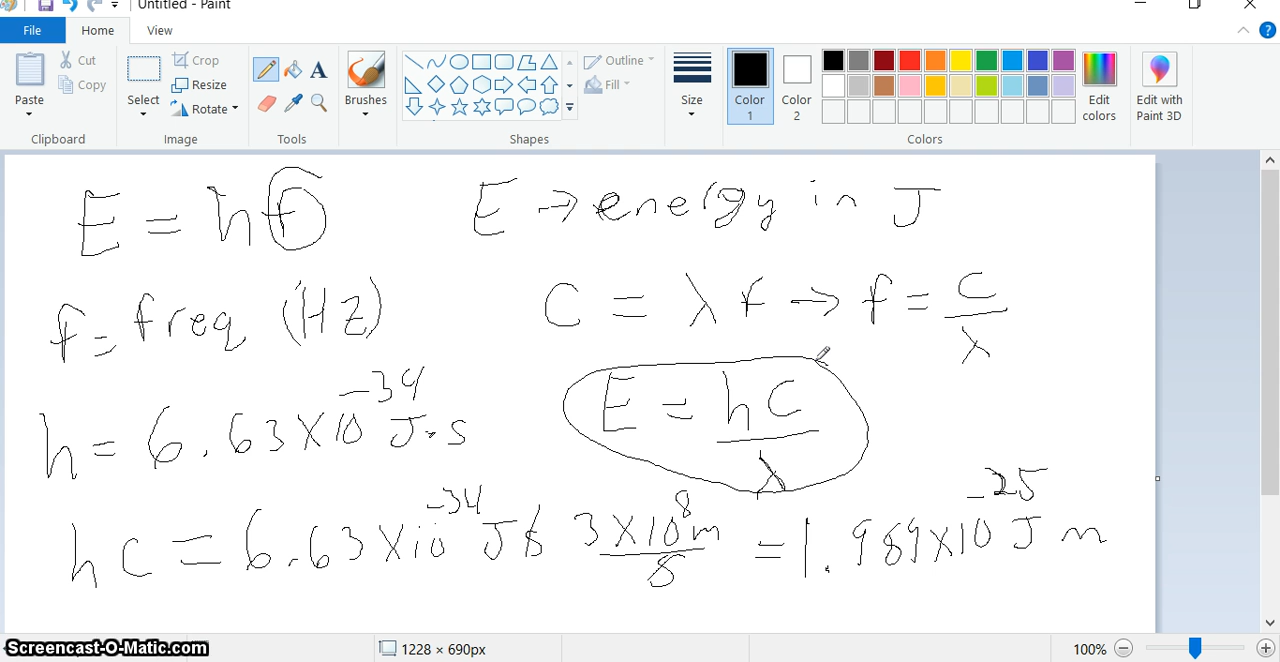 Untitled - Paint
File Home View
Paste
Cut
Copy
Clipboard
Select
Crop
Resize
Rotate
Image
Tools
Brushes
Outline
Fill
Shapes
Size
Color 1
Color 2
Colors
Edit colors
Edit with Paint 3D
E = hf
E → energy in J
f = freq (Hz)
C = λf → f = c/λ
h = 6.63 X 10^-34 J·s
E = hc/λ
hc = 6.63 X 10^-34 J s 3 X 10^8 m/s = 1.989 X 10^-25 J m
Screencast-O-Matic.com
1228 × 690px
100%